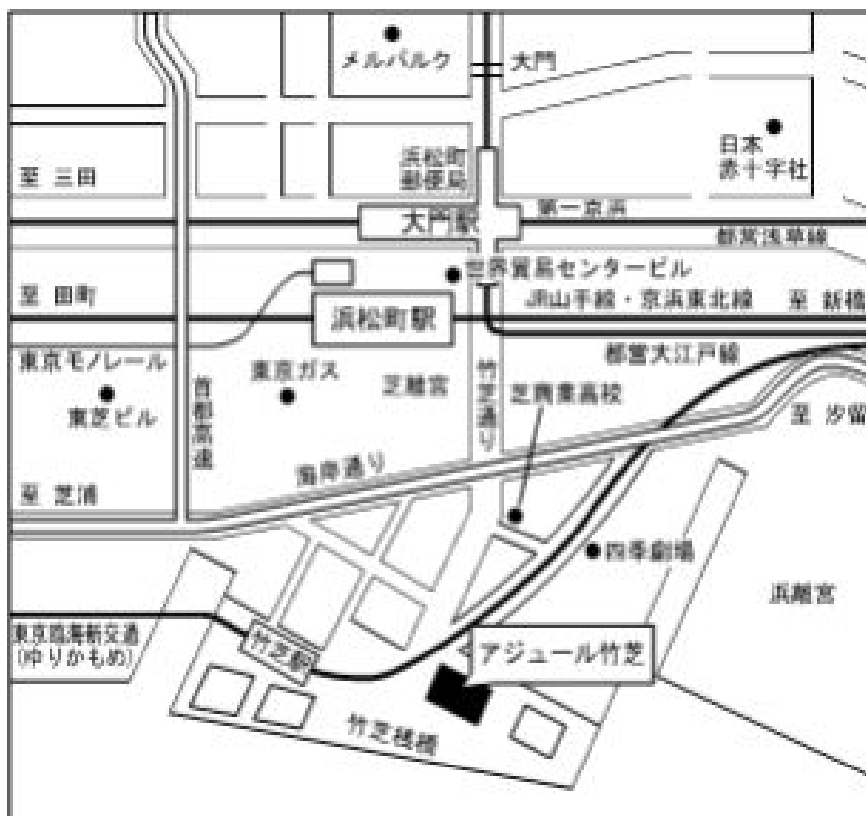 メルパルク
大門
浜松町
郵便局
日本
赤十字社
至 三田
大門駅
第一京浜
都営浅草線
世界貿易センタービル
至 田町
浜松町駅
JR山手線・京浜東北線
至 新橋
東京モノレール
都営大江戸線
東京ガス
芝離宮
竹芝通り
芝商業高校
首都高速
東芝ビル
至 汐留
海岸通り
至 芝浦
四季劇場
浜離宮
東京臨海新交通
(ゆりかもめ)
竹芝駅
アジュール竹芝
竹芝桟橋